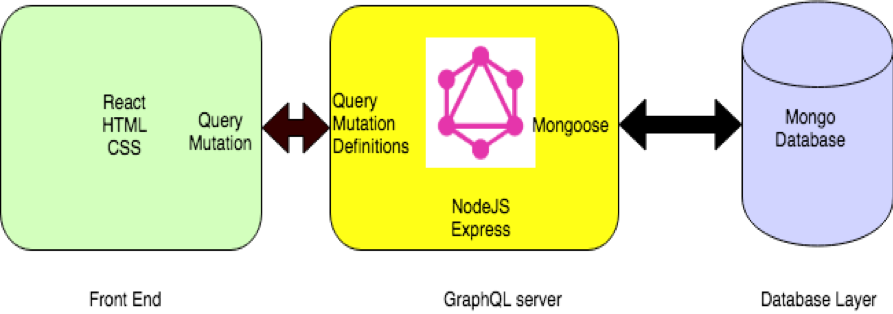 React
HTML
CSS
Query
Mutation
Query
Mutation
Definitions
Mongoose
NodeJS
Express
Mongo
Database
Front End
GraphQL server
Database Layer